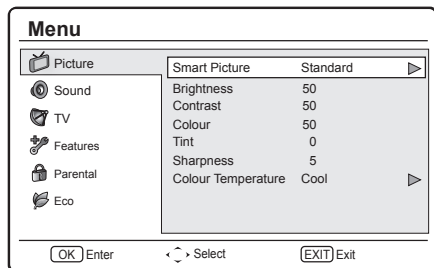 Menu
Picture
Sound
TV
Features
Parental
Eco
Smart Picture Standard
Brightness 50
Contrast 50
Colour 50
Tint 0
Sharpness 5
Colour Temperature Cool
OK Enter Select EXIT Exit